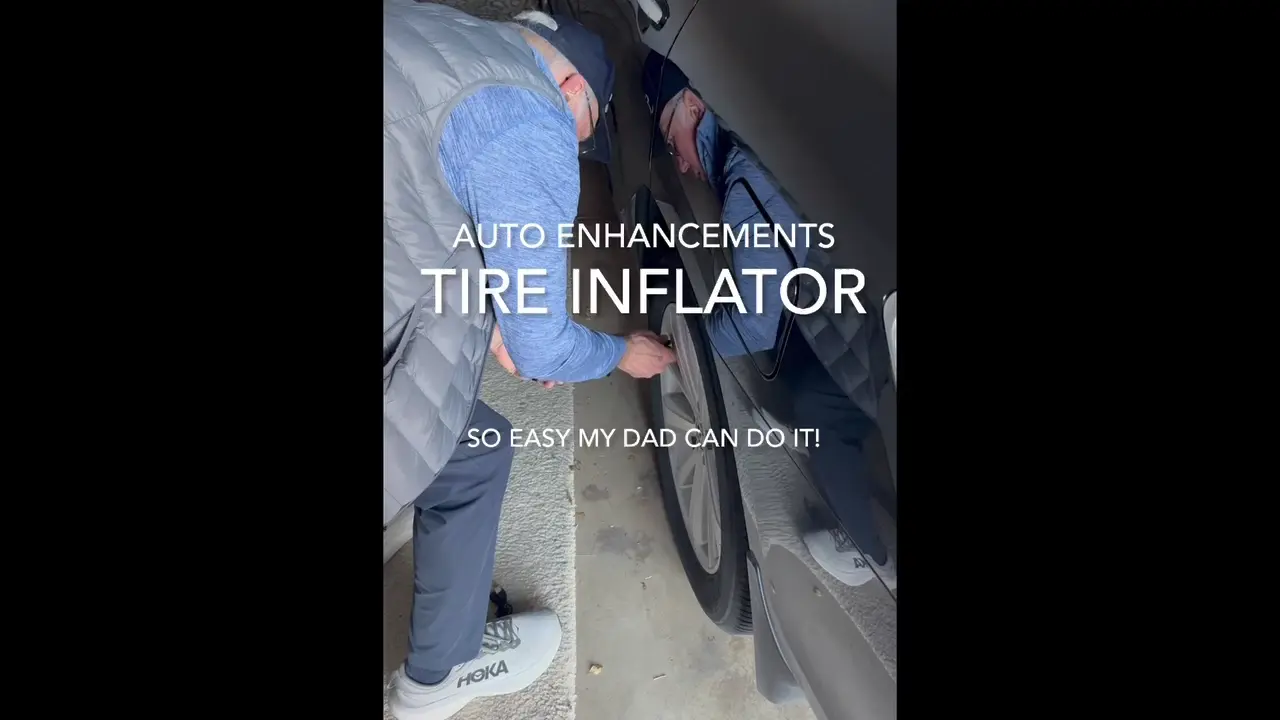 AUTO ENHANCEMENTS
TIRE INFLATOR
SO EASY MY DAD CAN DO IT!
HOKA